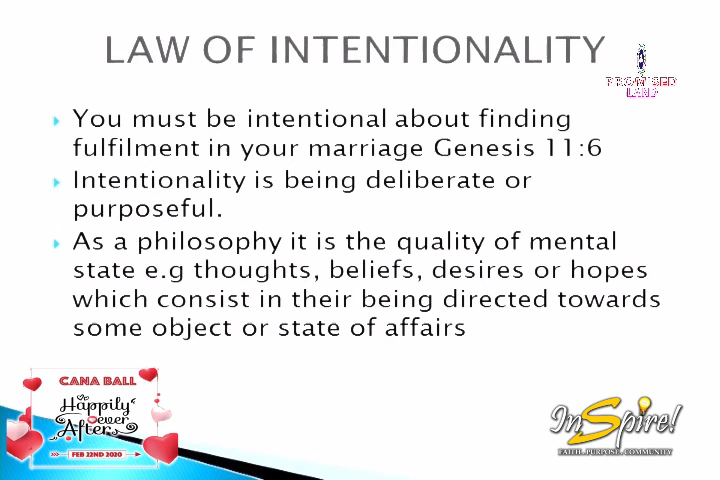 LAW OF INTENTIONALITY
PROMISED
LAND
You must be intentional about finding
fulfilment in your marriage Genesis 11:6
Intentionality is being deliberate or
purposeful.
As a philosophy it is the quality of mental
state e.g thoughts, beliefs, desires or hopes
which consist in their being directed towards
some object or state of affairs
CANA BALL
Happily
ever
After
FEB 22ND 2020
InSpire!
FAITH . PURPOSE . COMMUNITY